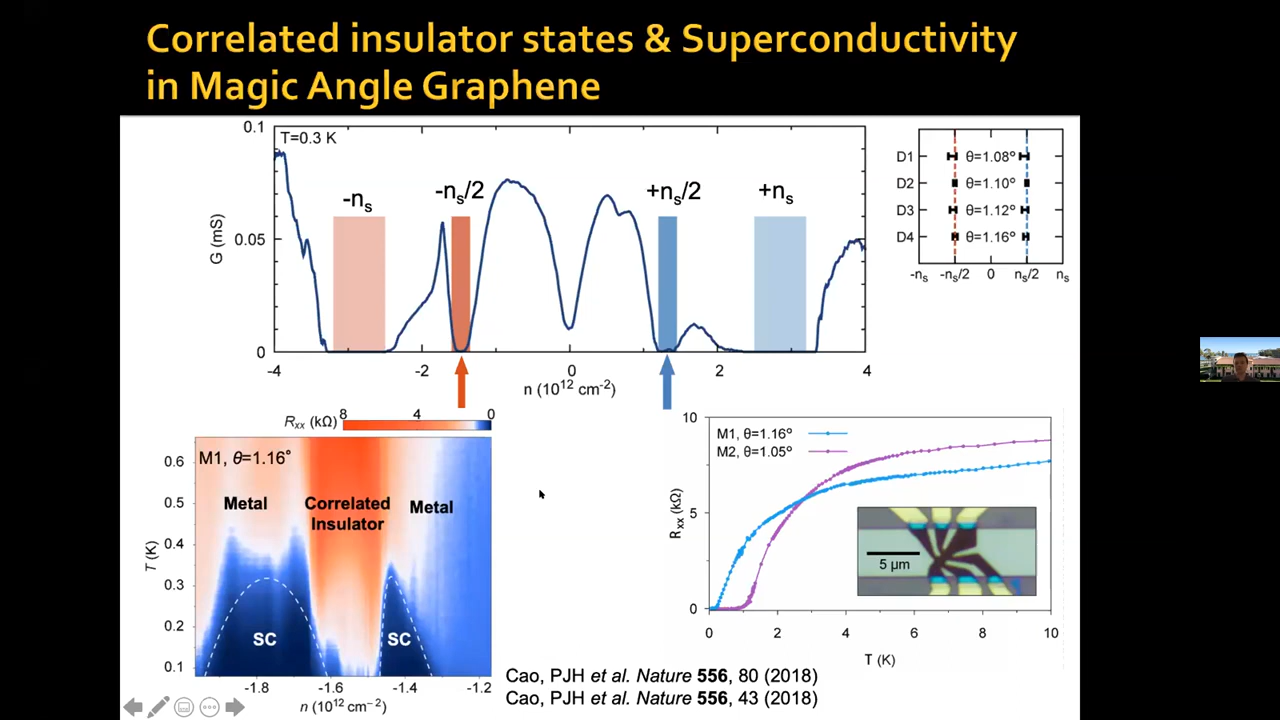 Correlated insulator states & Superconductivity
in Magic Angle Graphene
0.1
T=0.3 K
-nₛ
-nₛ/2
+nₛ/2
+nₛ
G (mS)
0.05
0
-4
-2
0
2
4
n (10¹² cm⁻²)
D1
θ=1.08º
D2
θ=1.10º
D3
θ=1.12º
D4
θ=1.16º
-nₛ
-nₛ/2
0
nₛ/2
nₛ
Rₓₓ (kΩ)
8
4
0
M1, θ=1.16°
0.6
0.5
0.4
0.3
0.2
0.1
T (K)
Metal
Correlated
Insulator
Metal
SC
SC
-1.8
-1.6
-1.4
-1.2
n (10¹² cm⁻²)
10
M1, θ=1.16º
M2, θ=1.05º
Rₓₓ (kΩ)
5
5 µm
0
0
2
4
6
8
10
T (K)
Cao, PJH et al. Nature 556, 80 (2018)
Cao, PJH et al. Nature 556, 43 (2018)